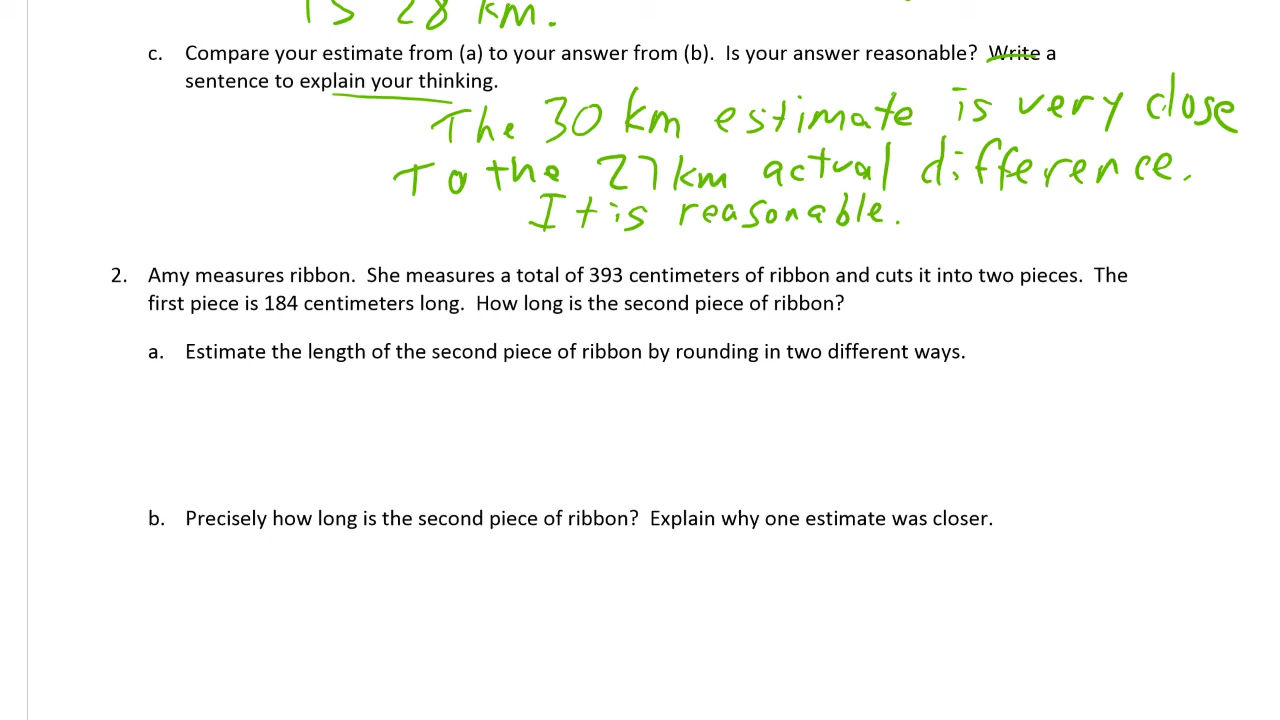 is 28 km.
c. Compare your estimate from (a) to your answer from (b). Is your answer reasonable? Write a
sentence to explain your thinking.
The 30 km estimate is very close
To the 27 km actual difference.
It is reasonable.
2. Amy measures ribbon. She measures a total of 393 centimeters of ribbon and cuts it into two pieces. The
first piece is 184 centimeters long. How long is the second piece of ribbon?
a. Estimate the length of the second piece of ribbon by rounding in two different ways.
b. Precisely how long is the second piece of ribbon? Explain why one estimate was closer.